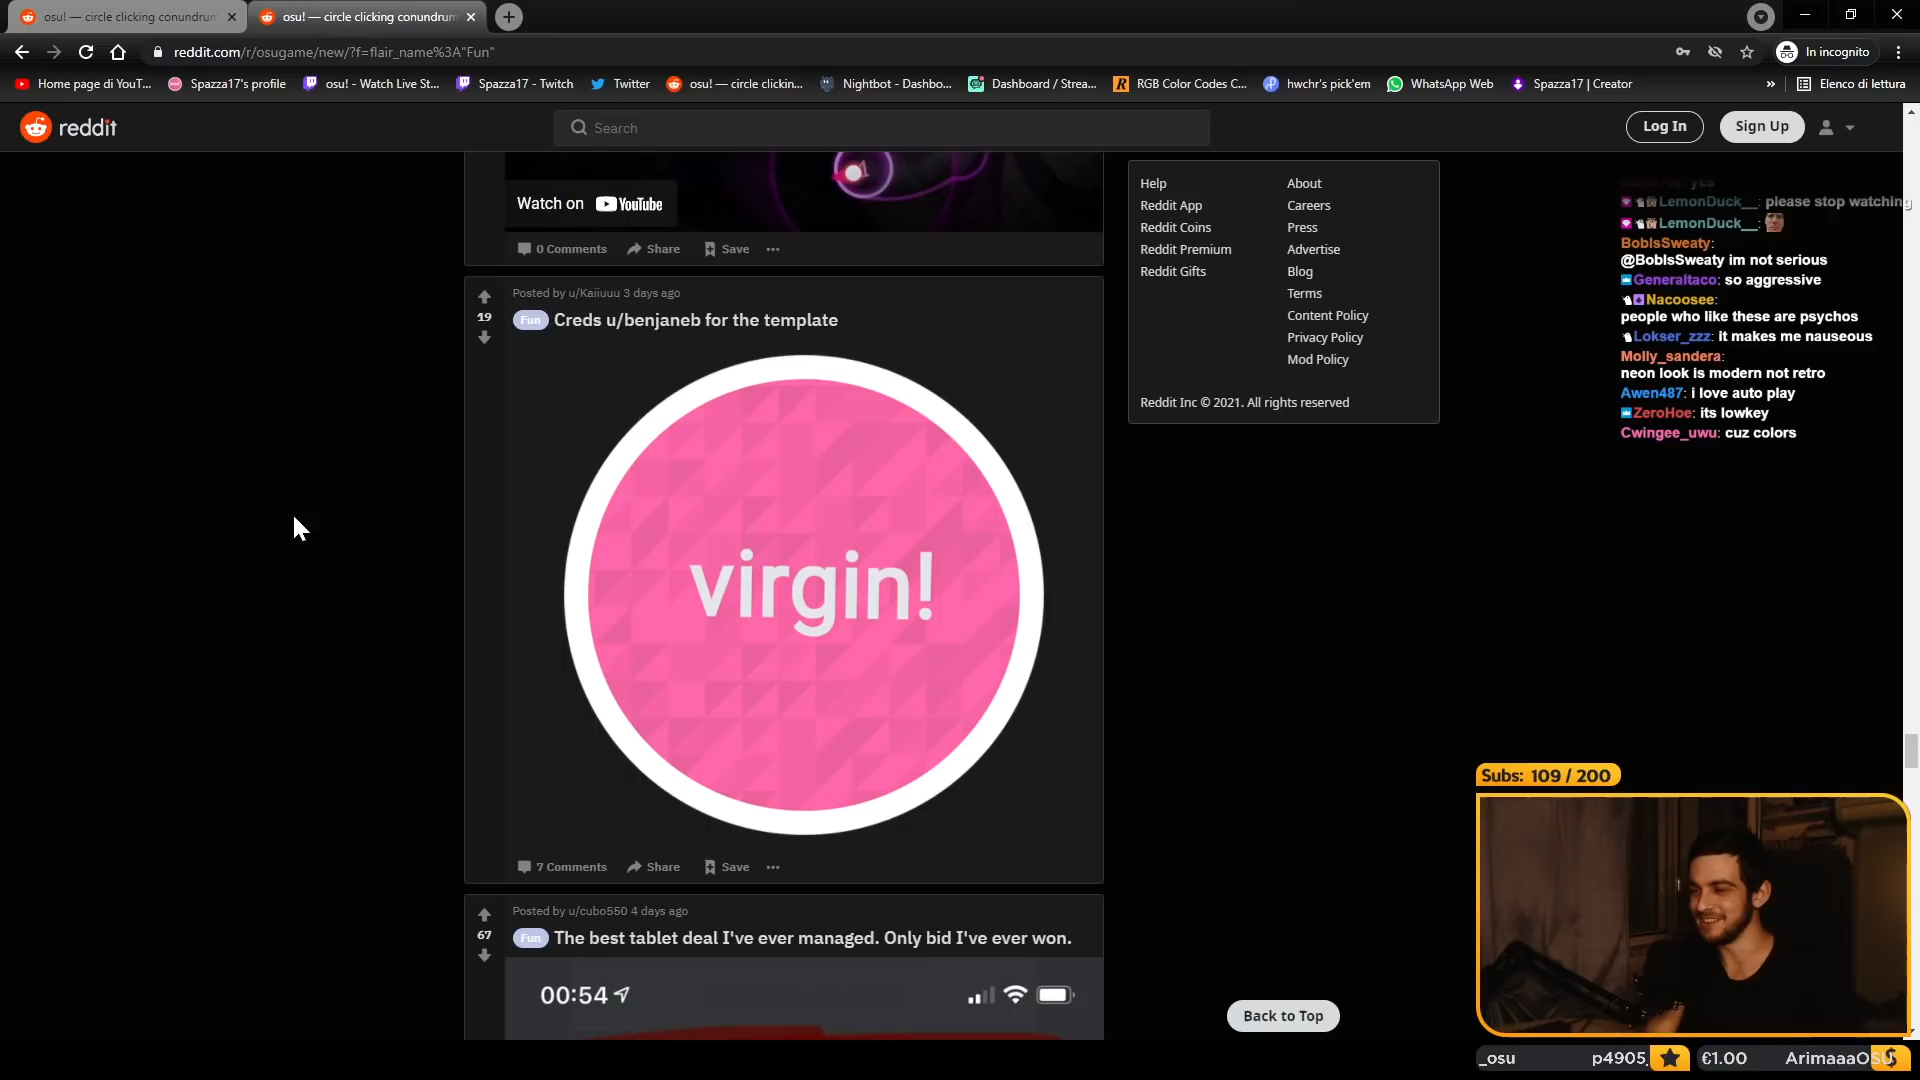 osu! — circle clicking conundrum
osu! — circle clicking conundrum
reddit.com/r/osugame/new/?f=flair_name%3A"Fun"
In incognito
Home page di YouT...
Spazza17's profile
osu! - Watch Live St...
Spazza17 - Twitch
Twitter
osu! — circle clickin...
Nightbot - Dashbo...
Dashboard / Strea...
RGB Color Codes C...
hwchr's pick'em
WhatsApp Web
Spazza17 | Creator
»
Elenco di lettura
reddit
Search
Log In
Sign Up
Watch on YouTube
0 Comments
Share
Save
Posted by u/Kaiiuuu 3 days ago
19
Fun Creds u/benjaneb for the template
virgin!
7 Comments
Share
Save
Posted by u/cubo550 4 days ago
67
Fun The best tablet deal I've ever managed. Only bid I've ever won.
00:54
Help
About
Reddit App
Careers
Reddit Coins
Press
Reddit Premium
Advertise
Reddit Gifts
Blog
Terms
Content Policy
Privacy Policy
Mod Policy
Reddit Inc © 2021. All rights reserved
Back to Top
yes
LemonDuck__: please stop watching
LemonDuck__:
BobIsSweaty:
@BobIsSweaty im not serious
Generaltaco: so aggressive
Nacoosee:
people who like these are psychos
Lokser_zzz: it makes me nauseous
Molly_sandera:
neon look is modern not retro
Awen487: i love auto play
ZeroHoe: its lowkey
Cwingee_uwu: cuz colors
Subs: 109 / 200
_osu
p4905
€1.00
ArimaaaOSU